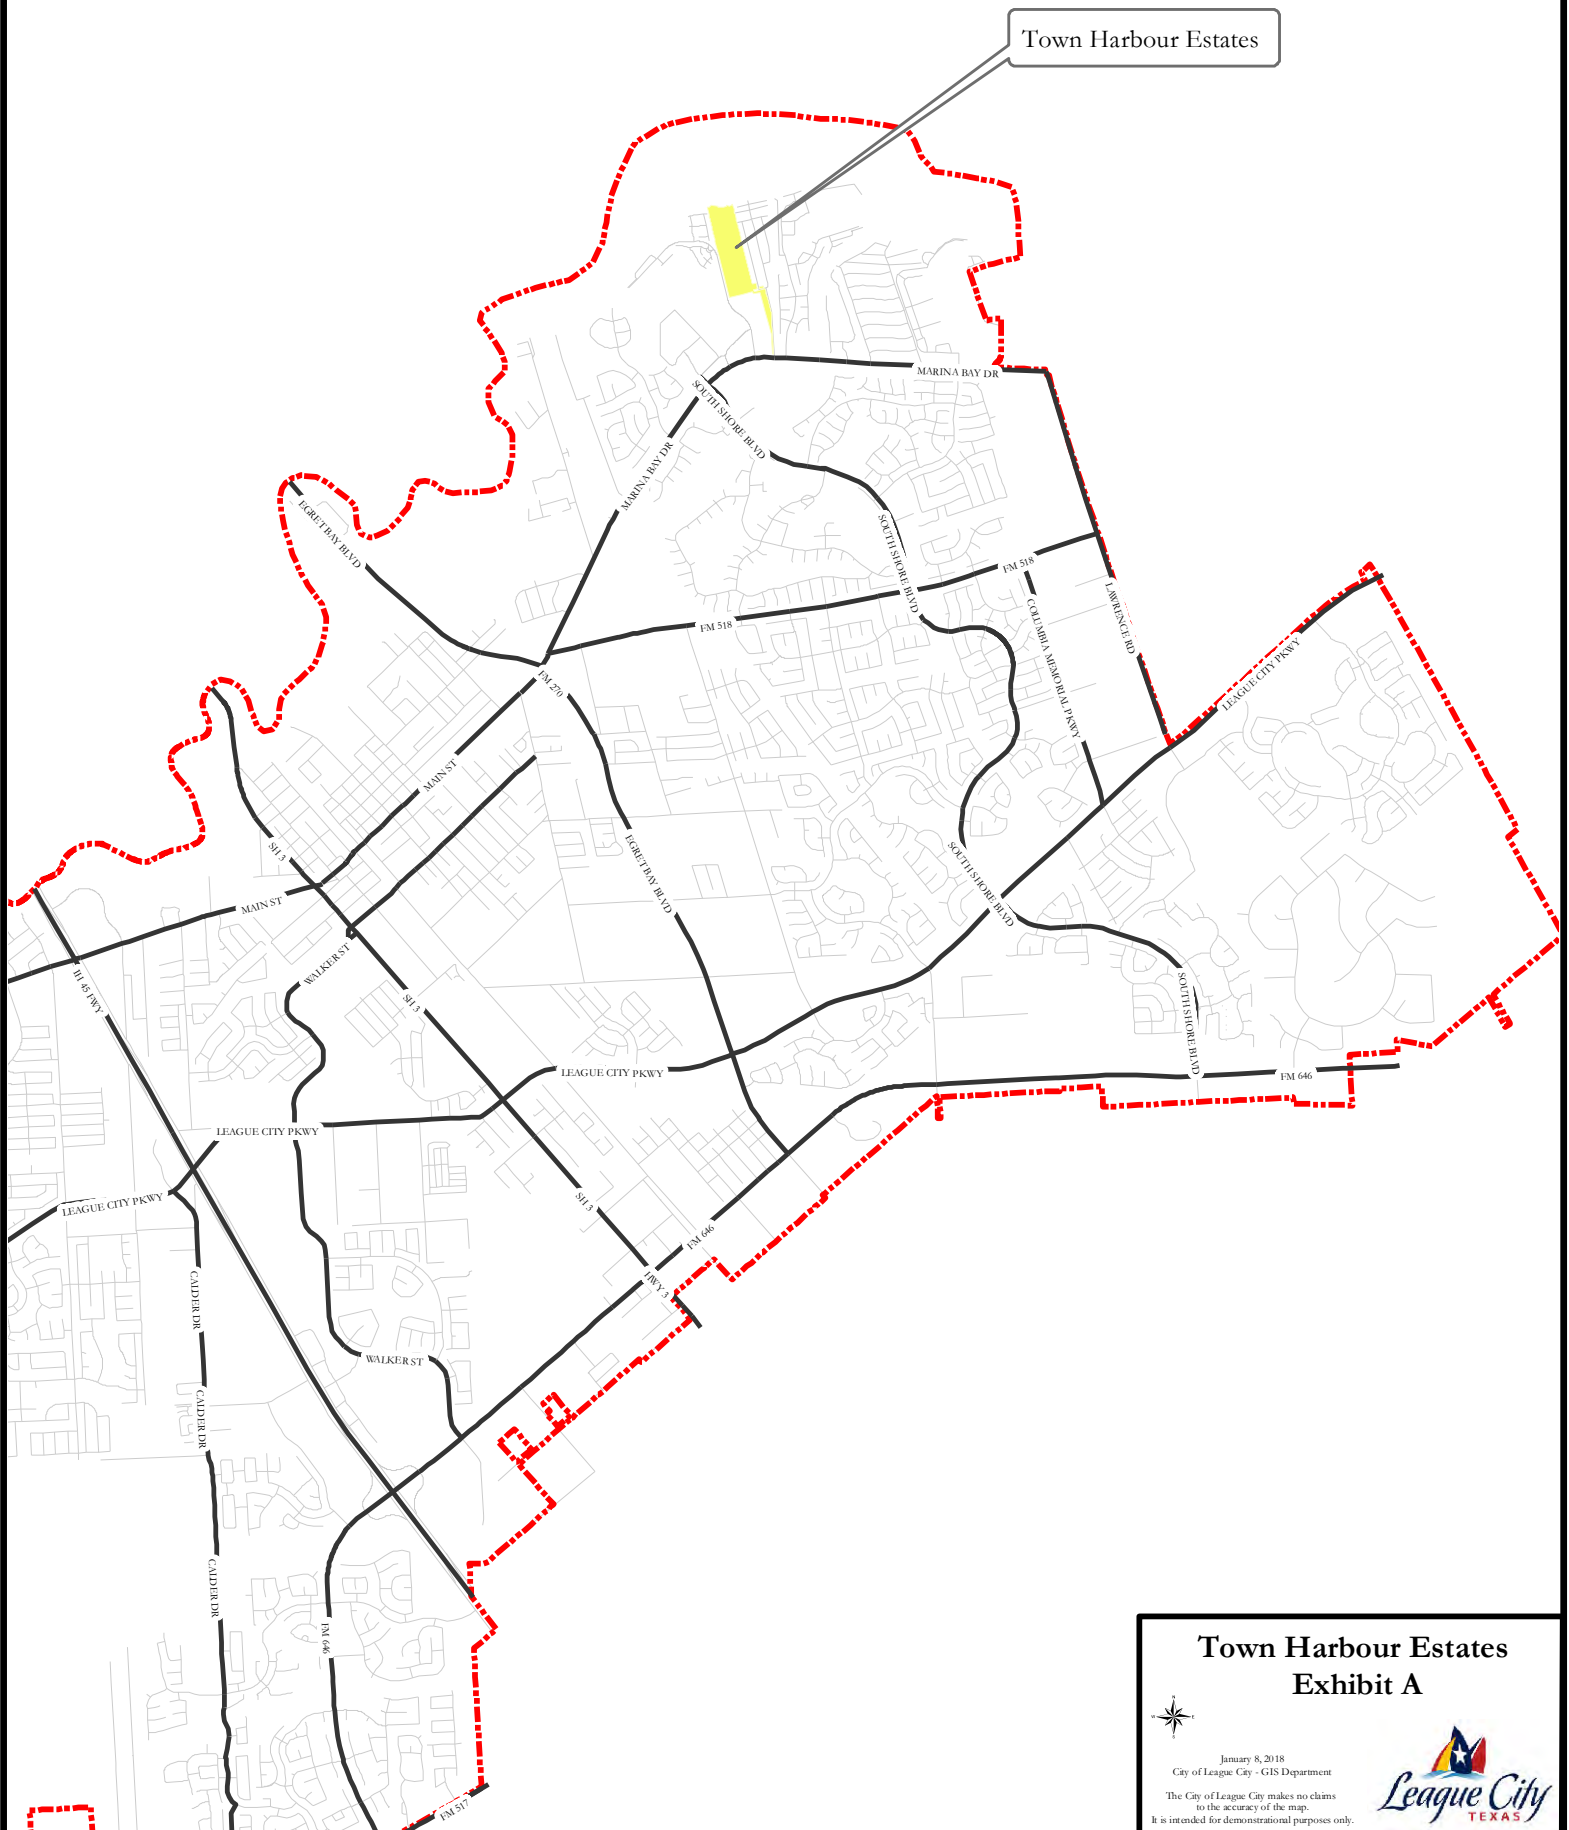 Town Harbour Estates
MARINA BAY DR
SOUTH SHORE BLVD
MARINA BAY DR
EGRET BAY BLVD
SOUTH SHORE BLVD
FM 518
FM 518
LAWRENCE RD
COLUMBIA MEMORIAL PKWY
LEAGUE CITY PKWY
FM 270
MAIN ST
SH 3
EGRET BAY BLVD
SOUTH SHORE BLVD
MAIN ST
WALKER ST
IH 45 FWY
SH 3
SOUTH SHORE BLVD
LEAGUE CITY PKWY
FM 646
LEAGUE CITY PKWY
LEAGUE CITY PKWY
SH 3
FM 646
HWY 3
CALDER DR
WALKER ST
CALDER DR
CALDER DR
FM 646
FM 517
Town Harbour Estates
Exhibit A
N
W E
S
January 8, 2018
City of League City - GIS Department
The City of League City makes no claims
to the accuracy of the map.
It is intended for demonstrational purposes only.
League City
TEXAS